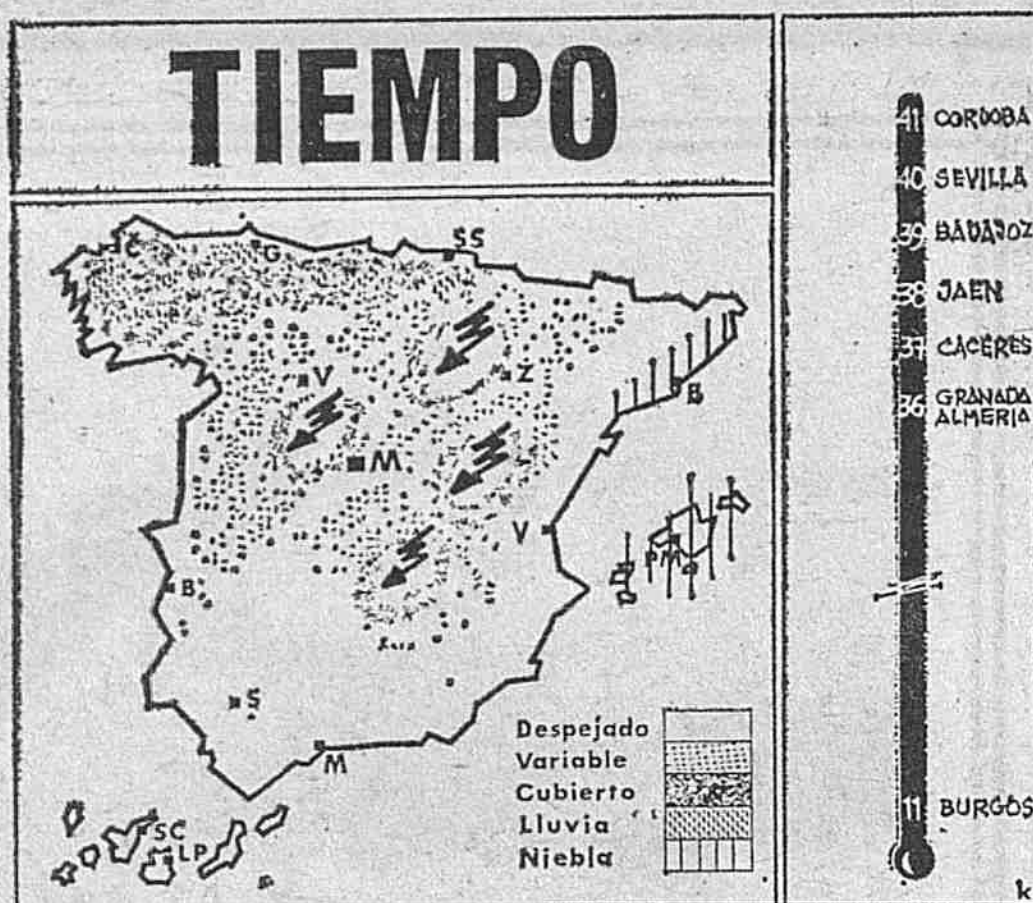 TIEMPO
C
G
SS
V
Z
B
M
V
PM
B
S
M
SC
LP
Despejado
Variable
Cubierto
Lluvia
Niebla
41 CORDOBA
40 SEVILLA
39 BADAJOZ
38 JAEN
37 CACERES
36 GRANADA
ALMERIA
11 BURGOS
k